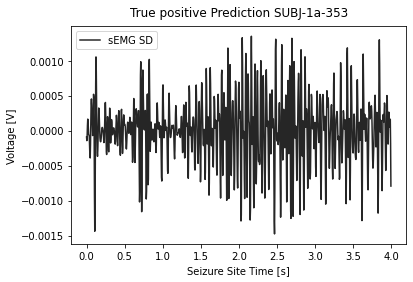 True positive Prediction SUBJ-1a-353
sEMG SD
Voltage [V]
0.0010
0.0005
0.0000
−0.0005
−0.0010
−0.0015
0.0 0.5 1.0 1.5 2.0 2.5 3.0 3.5 4.0
Seizure Site Time [s]